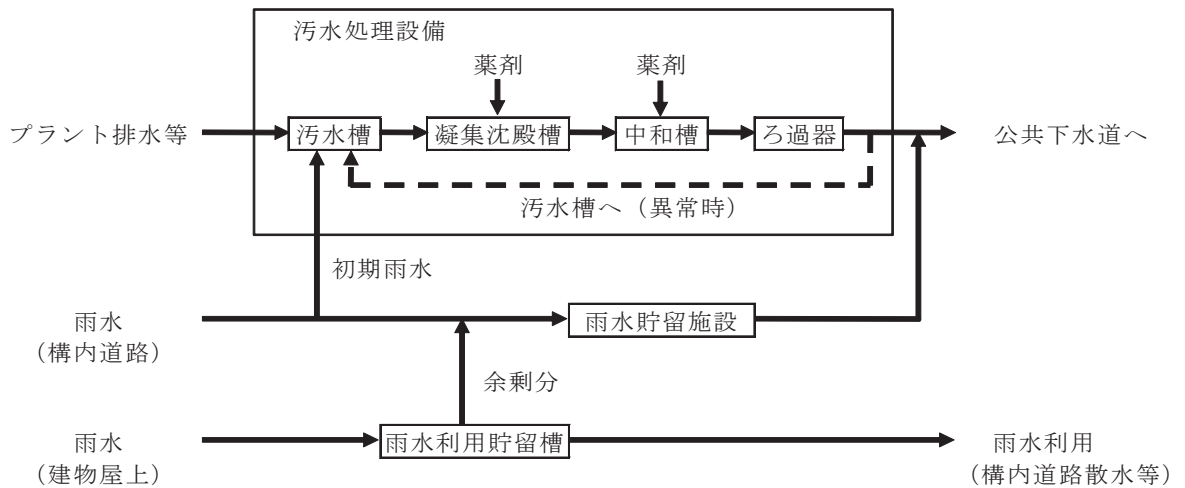 汚水処理設備
薬剤
薬剤
プラント排水等
汚水槽
凝集沈殿槽
中和槽
ろ過器
公共下水道へ
汚水槽へ（異常時）
初期雨水
雨水
（構内道路）
雨水貯留施設
余剰分
雨水
（建物屋上）
雨水利用貯留槽
雨水利用
（構内道路散水等）